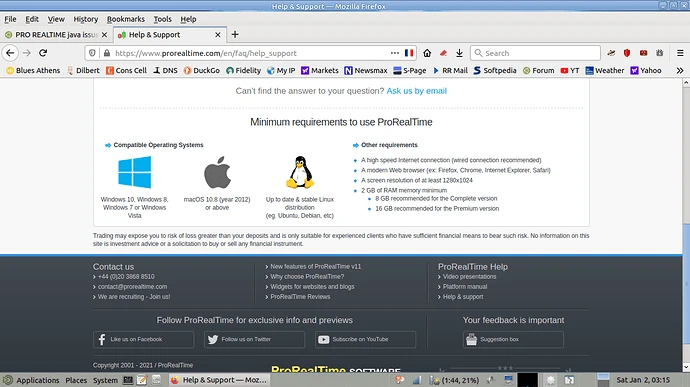 Help & Support — Mozilla Firefox
File Edit View History Bookmarks Tools Help
PRO REALTIME java issu
Help & Support
https://www.prorealtime.com/en/faq/help_support
Search
Blues Athens Dilbert Cons Cell DNS DuckGo Fidelity My IP Markets Newsmax S-Page RR Mail Softpedia Forum YT Weather Yahoo
Can't find the answer to your question? Ask us by email
Minimum requirements to use ProRealTime
Compatible Operating Systems
Windows 10, Windows 8,
Windows 7 or Windows
Vista
macOS 10.8 (year 2012)
or above
Up to date & stable Linux
distribution
(eg. Ubuntu, Debian, etc)
Other requirements
A high speed Internet connection (wired connection recommended)
A modern Web browser (ex: Firefox, Chrome, Internet Explorer, Safari)
A screen resolution of at least 1280x1024
2 GB of RAM memory minimum
8 GB recommended for the Complete version
16 GB recommended for the Premium version
Trading may expose you to risk of loss greater than your deposits and is only suitable for experienced clients who have sufficient financial means to bear such risk. No information on
this site is investment advice or a solicitation to buy or sell any financial instrument.
Contact us
+44 (0)20 3868 8510
contact@prorealtime.com
We are recruiting - Join us!
New features of ProRealTime v11
Why choose ProRealTime?
Widgets for websites and blogs
ProRealTime Reviews
ProRealTime Help
Video presentations
Platform manual
Help & support
Follow ProRealTime for exclusive info and previews
Your feedback is important
Like us on Facebook
Follow us on Twitter
Subscribe on YouTube
Suggestion box
Copyright 2001 - 2021 / ProRealTime
ProRealTime SOFTWARE
Applications Places System
Help & Support — Moz...
(1:44, 21%)
Sat Jan 2, 03:15